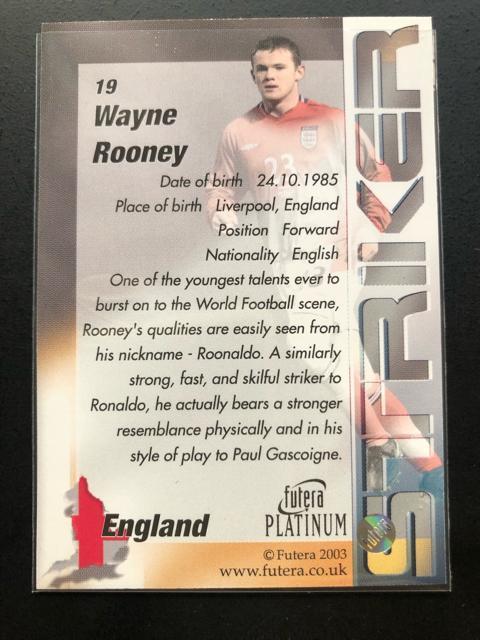 19
Wayne
Rooney
Date of birth 24.10.1985
Place of birth Liverpool, England
Position Forward
Nationality English
One of the youngest talents ever to
burst on to the World Football scene,
Rooney's qualities are easily seen from
his nickname - Roonaldo. A similarly
strong, fast, and skilful striker to
Ronaldo, he actually bears a stronger
resemblance physically and in his
style of play to Paul Gascoigne.
England
futera
PLATINUM
© Futera 2003
www.futera.co.uk
STRIKER
23
FUTERA